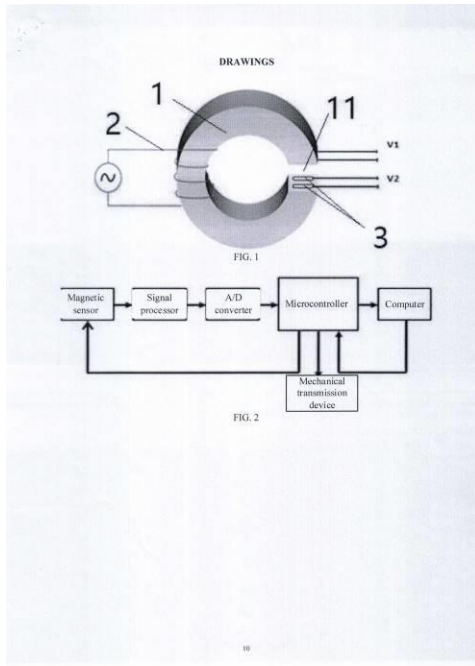 DRAWINGS
1
11
2
V1
V2
3
FIG. 1
Magnetic
sensor
Signal
processor
A/D
converter
Microcontroller
Computer
Mechanical
transmission
device
FIG. 2
10